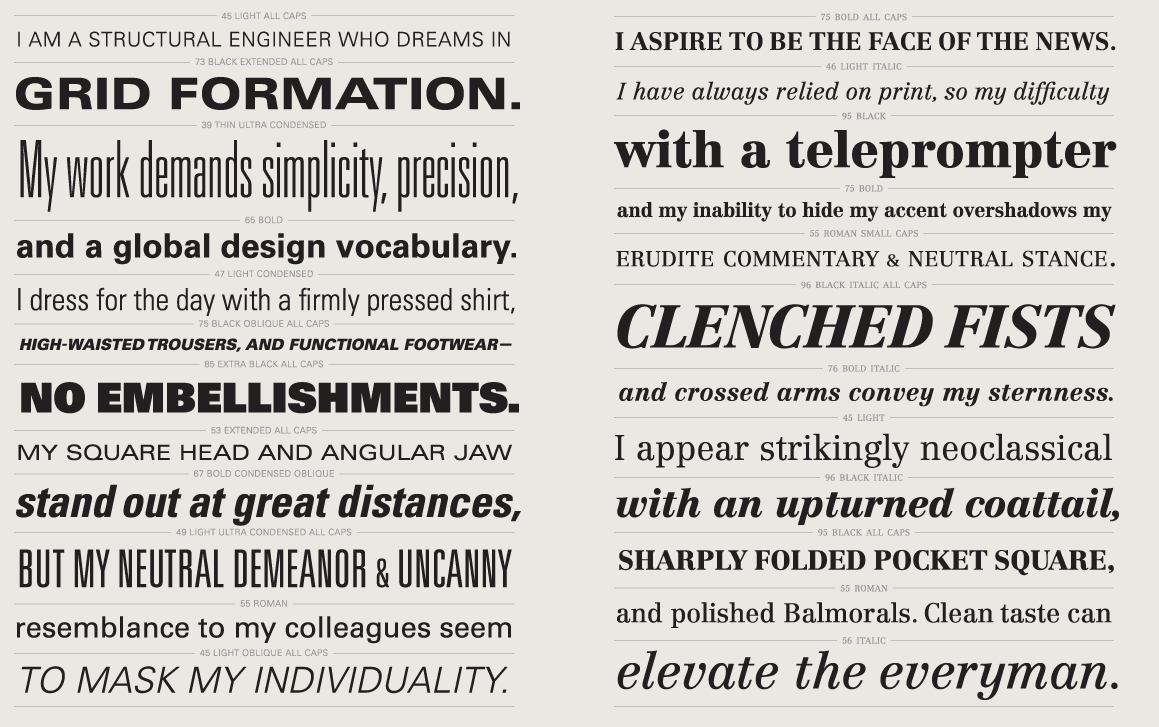 45 LIGHT ALL CAPS
I AM A STRUCTURAL ENGINEER WHO DREAMS IN
73 BLACK EXTENDED ALL CAPS
GRID FORMATION.
39 THIN ULTRA CONDENSED
My work demands simplicity, precision,
65 BOLD
and a global design vocabulary.
47 LIGHT CONDENSED
I dress for the day with a firmly pressed shirt,
75 BLACK OBLIQUE ALL CAPS
HIGH-WAISTED TROUSERS, AND FUNCTIONAL FOOTWEAR—
85 EXTRA BLACK ALL CAPS
NO EMBELLISHMENTS.
53 EXTENDED ALL CAPS
MY SQUARE HEAD AND ANGULAR JAW
67 BOLD CONDENSED OBLIQUE
stand out at great distances,
49 LIGHT ULTRA CONDENSED ALL CAPS
BUT MY NEUTRAL DEMEANOR & UNCANNY
55 ROMAN
resemblance to my colleagues seem
45 LIGHT OBLIQUE ALL CAPS
TO MASK MY INDIVIDUALITY.
75 BOLD ALL CAPS
I ASPIRE TO BE THE FACE OF THE NEWS.
46 LIGHT ITALIC
I have always relied on print, so my difficulty
95 BLACK
with a teleprompter
75 BOLD
and my inability to hide my accent overshadows my
55 ROMAN SMALL CAPS
ERUDITE COMMENTARY & NEUTRAL STANCE.
96 BLACK ITALIC ALL CAPS
CLENCHED FISTS
76 BOLD ITALIC
and crossed arms convey my sternness.
45 LIGHT
I appear strikingly neoclassical
96 BLACK ITALIC
with an upturned coattail,
95 BLACK ALL CAPS
SHARPLY FOLDED POCKET SQUARE,
55 ROMAN
and polished Balmorals. Clean taste can
56 ITALIC
elevate the everyman.